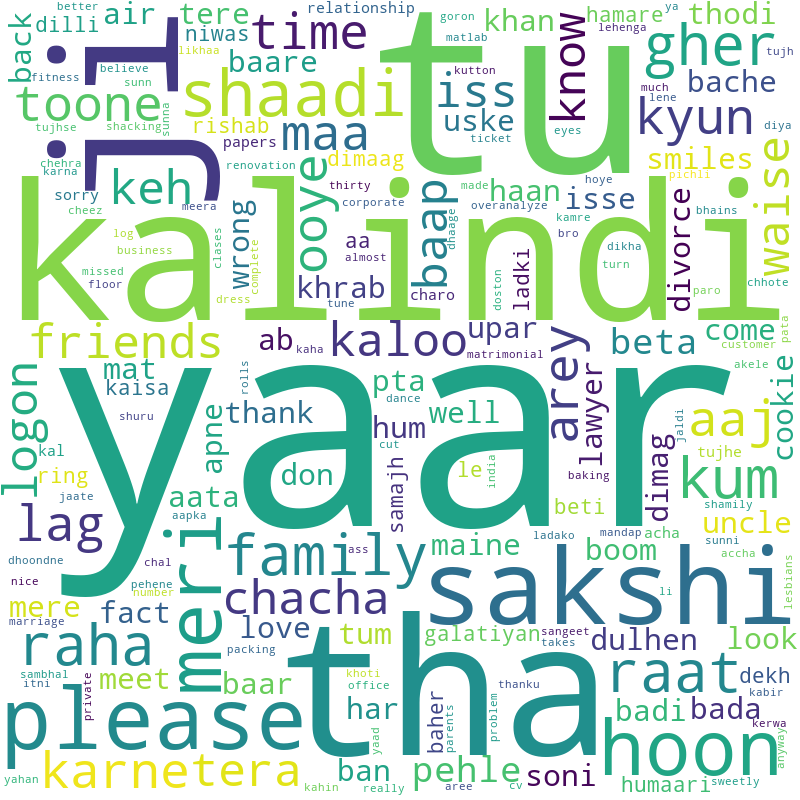 relationship
better
ya
goron
back
dilli
air
tere
time
niwas
khan
hamare
thodi
matlab
lehenga
tujh
likhaa
fitness
believe
sunn
baare
iss
know
gher
kutton
much
lene
bache
jij
tu
shaadi
toone
tujhse
shacking
sunna
rishab
papers
maa
uske
eyes
ticket
kyun
diya
chehra
karna
sorry
meera
keh
renovation
dimaag
haan
isse
smiles
pichli
hoye
thirty
corporate
made
overanalyze
kamre
bhains
waise
kalindi
cheez
log
business
clases
complete
wrong
ooye
aa
almost
baap
dhaage
bro
ladki
dikha
turn
divorce
paro
chhote
missed
floor
dress
tune
khrab
charo
doston
friends
ab
kaha
kaloo
upar
matrimonial
arey
beta
come
customer
pata
akele
mat
kaisa
rolls
dance
pta
well
lawyer
cookie
logon
shuru
apne
thank
hum
cut
yaar
jaldi
aaj
tujhe
kal
ring
don
samajh
le
india
baking
dimag
kum
jaate
aata
aapka
beti
shamily
lag
dhoondne
chal
meri
family
ass
maine
ladako
mandap
acha
uncle
boom
sunni
accha
nice
pehene
number
mere
marriage
fact
chacha
sakshi
li
lesbians
love
tum
galatiyan
sangeet
takes
dulhen
look
raha
packing
tha
raat
dekh
kabir
sambhal
itni
meet
baar
khoti
office
thanku
private
har
baher
parents
problem
badi
bada
kerwa
please
yaad
hoon
anyway
yahan
karnetera
kahin
ban
really
pehle
aree
cv
soni
humaari
sweetly